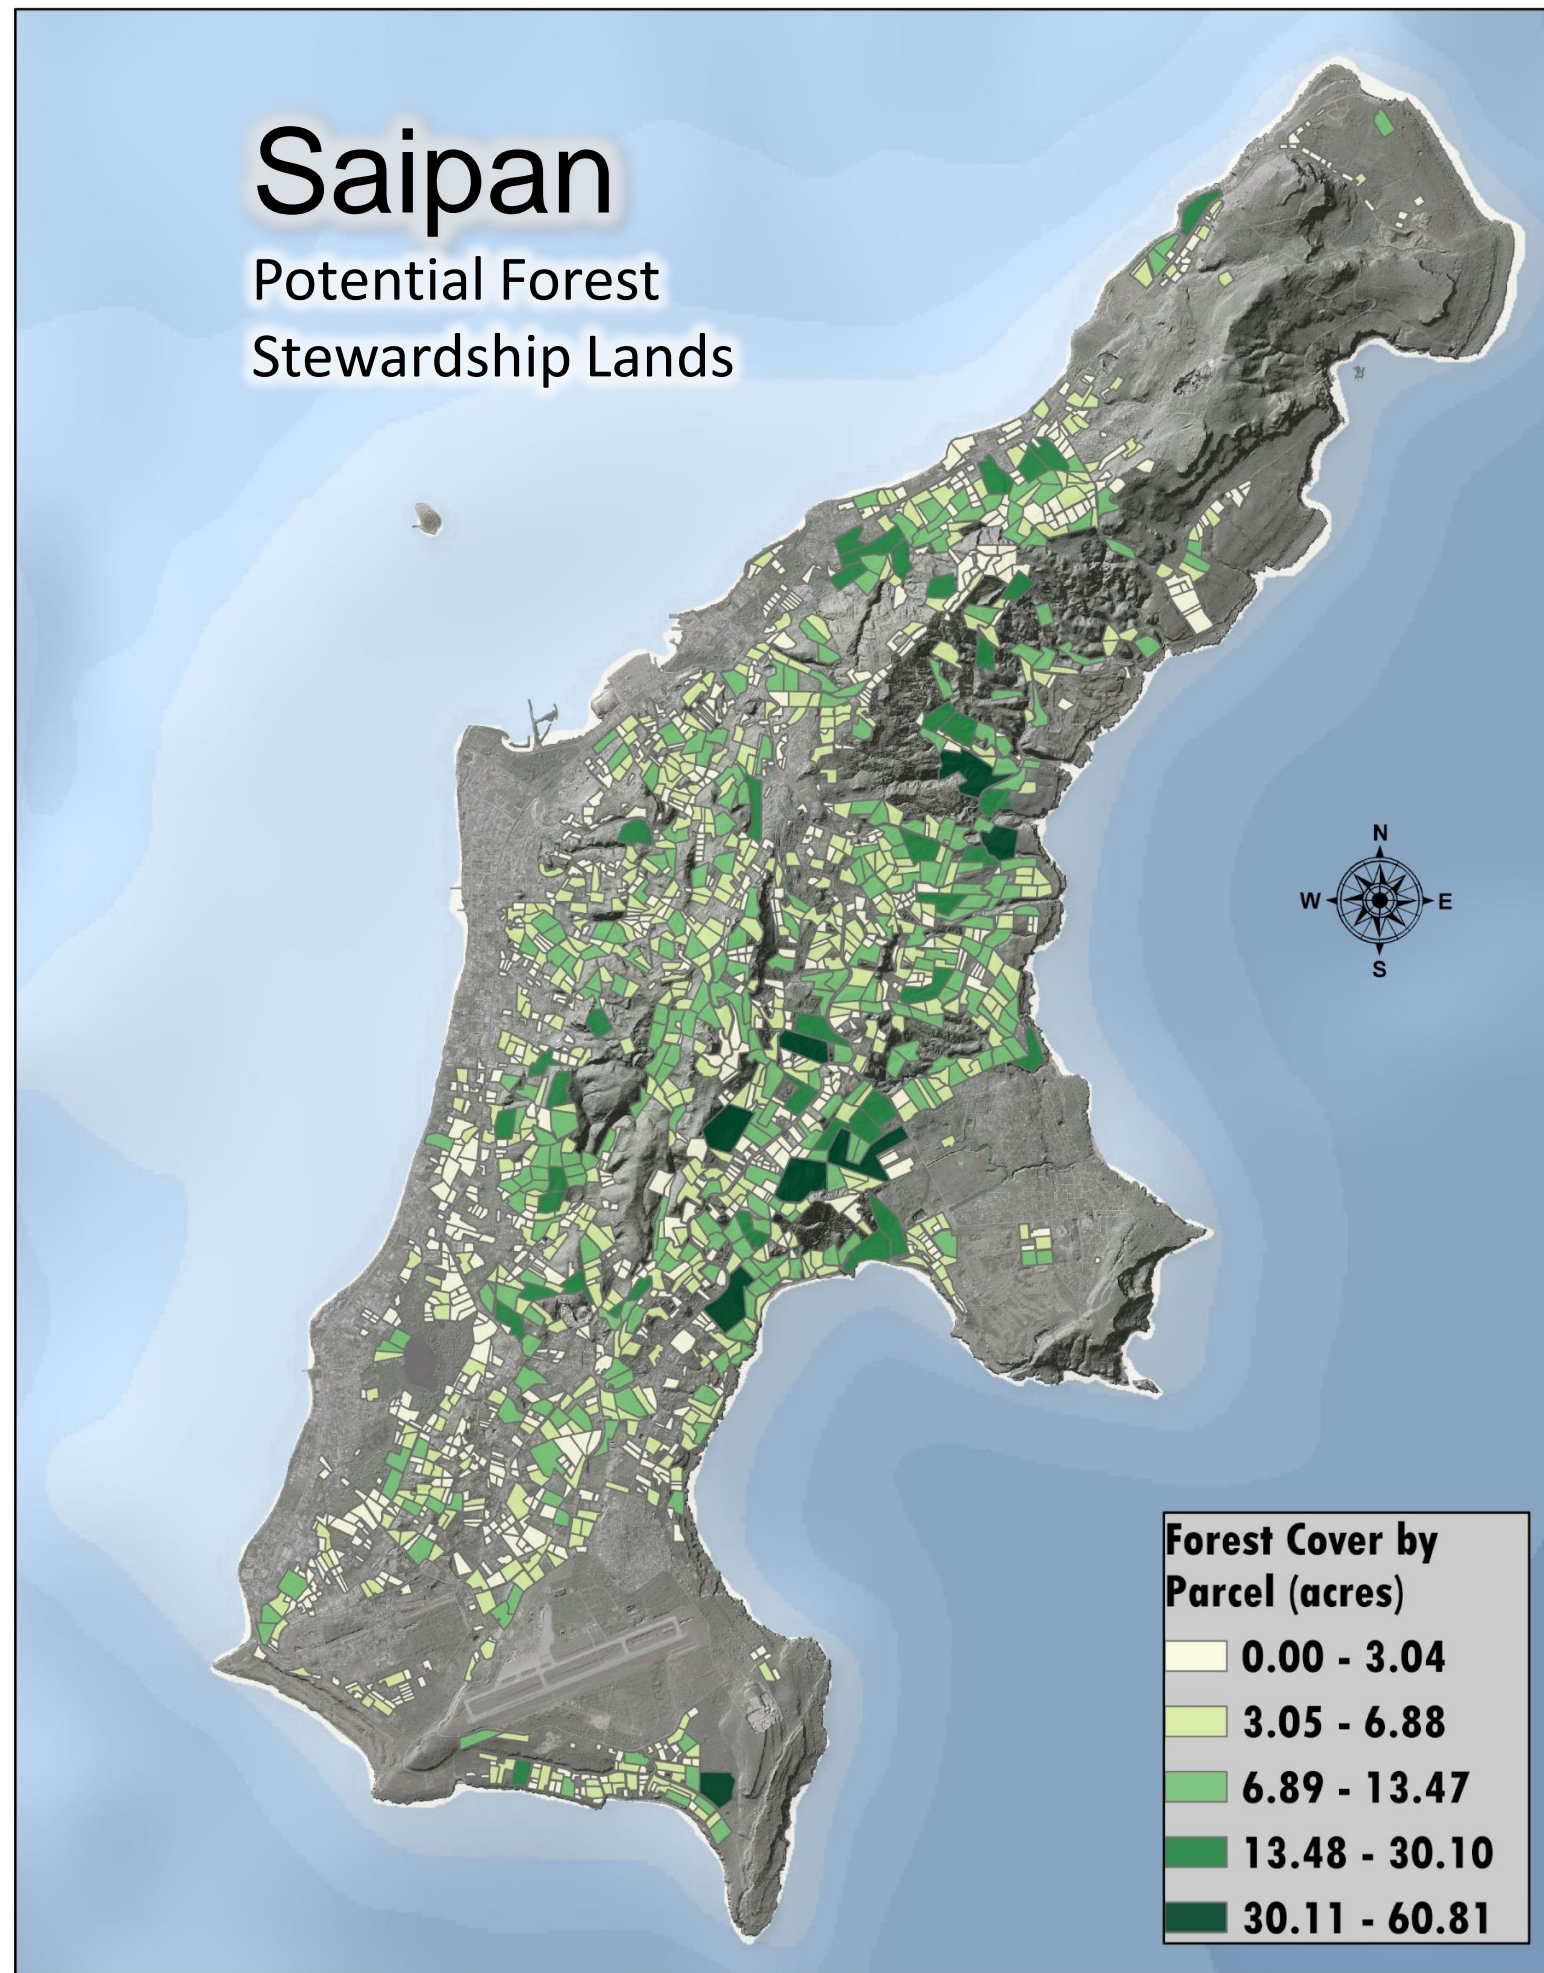 Saipan
Potential Forest
Stewardship Lands
N
W
E
S
Forest Cover by
Parcel (acres)
0.00 - 3.04
3.05 - 6.88
6.89 - 13.47
13.48 - 30.10
30.11 - 60.81